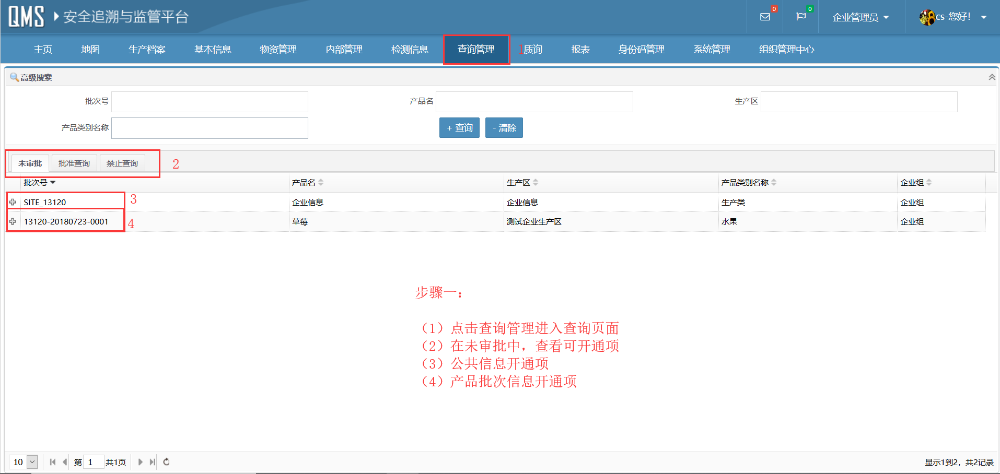 QMS 安全追溯与监管平台 0 0 企业管理员 cs-您好!
主页 地图 生产档案 基本信息 物资管理 内部管理 检测信息 查询管理 1质询 报表 身份码管理 系统管理 组织管理中心
高级搜索
批次号 产品名 生产区
产品类别名称 + 查询 - 清除
未审批 批准查询 禁止查询 2
批次号 产品名 生产区 产品类别名称 企业组
SITE_13120 3 企业信息 企业信息 生产类 企业组
13120-20180723-0001 4 草莓 测试企业生产区 水果 企业组
步骤一：
（1）点击查询管理进入查询页面
（2）在未审批中，查看可开通项
（3）公共信息开通项
（4）产品批次信息开通项
10 第 1 共1页 显示1到2，共2记录